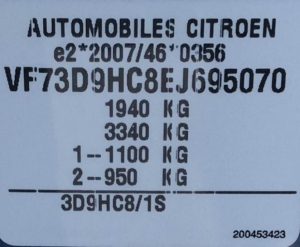 AUTOMOBILES CITROEN
e2*2007/46*0356
VF73D9HC8EJ695070
1940 KG
3340 KG
1--1100 KG
2--950 KG
3D9HC8/1S
200453423